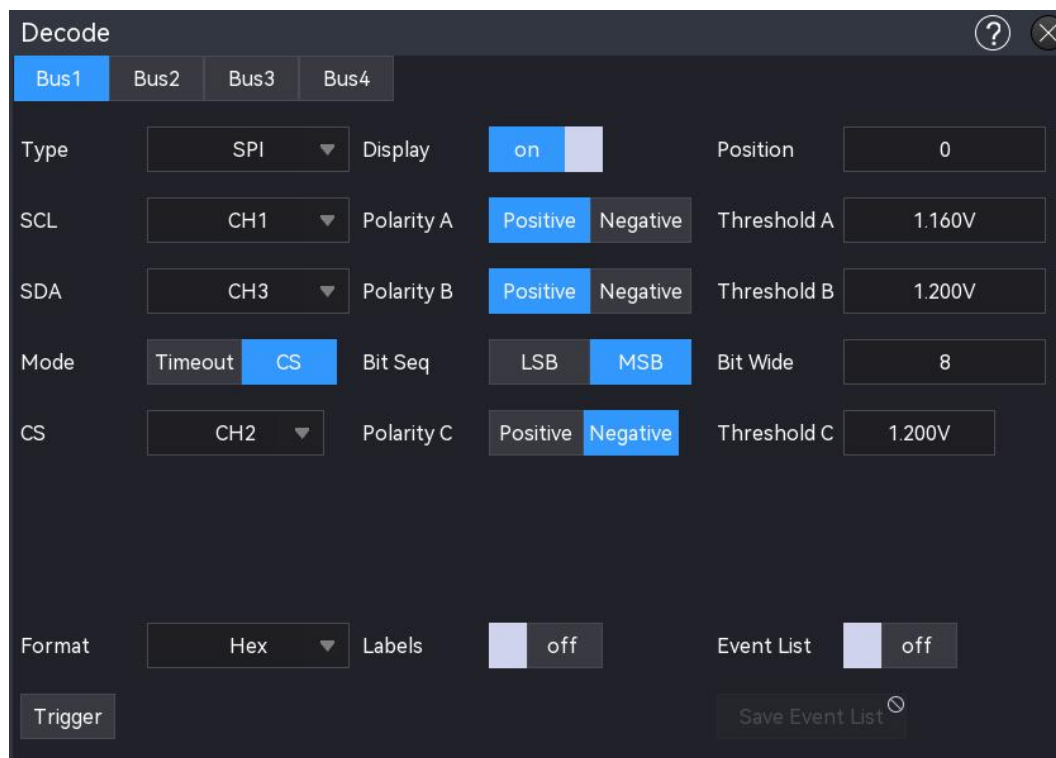 Decode ?
Bus1 Bus2 Bus3 Bus4
Type SPI Display on Position 0
SCL CH1 Polarity A Positive Negative Threshold A 1.160V
SDA CH3 Polarity B Positive Negative Threshold B 1.200V
Mode Timeout CS Bit Seq LSB MSB Bit Wide 8
CS CH2 Polarity C Positive Negative Threshold C 1.200V
Format Hex Labels off Event List off
Trigger Save Event List